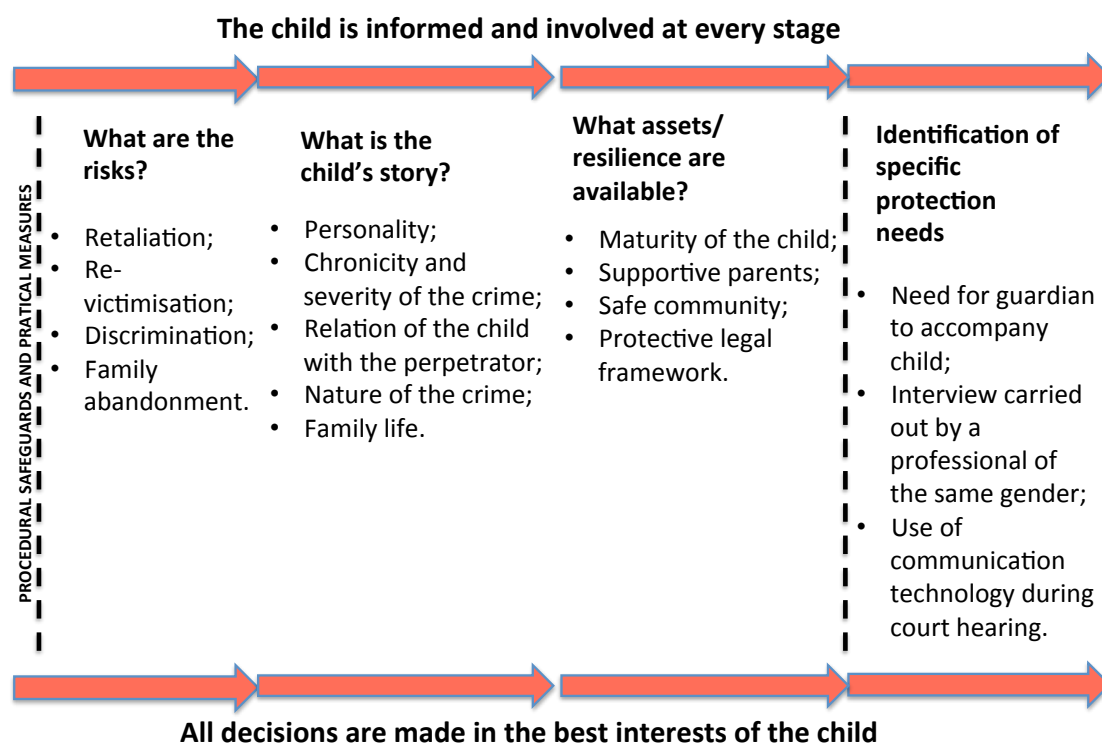 The child is informed and involved at every stage
PROCEDURAL SAFEGUARDS AND PRATICAL MEASURES
What are the
risks?
• Retaliation;
• Re-
victimisation;
• Discrimination;
• Family
abandonment.
What is the
child's story?
• Personality;
• Chronicity and
severity of the crime;
• Relation of the child
with the perpetrator;
• Nature of the crime;
• Family life.
What assets/
resilience are
available?
• Maturity of the child;
• Supportive parents;
• Safe community;
• Protective legal
framework.
Identification of
specific
protection
needs
• Need for guardian
to accompany
child;
• Interview carried
out by a
professional of
the same gender;
• Use of
communication
technology during
court hearing.
All decisions are made in the best interests of the child